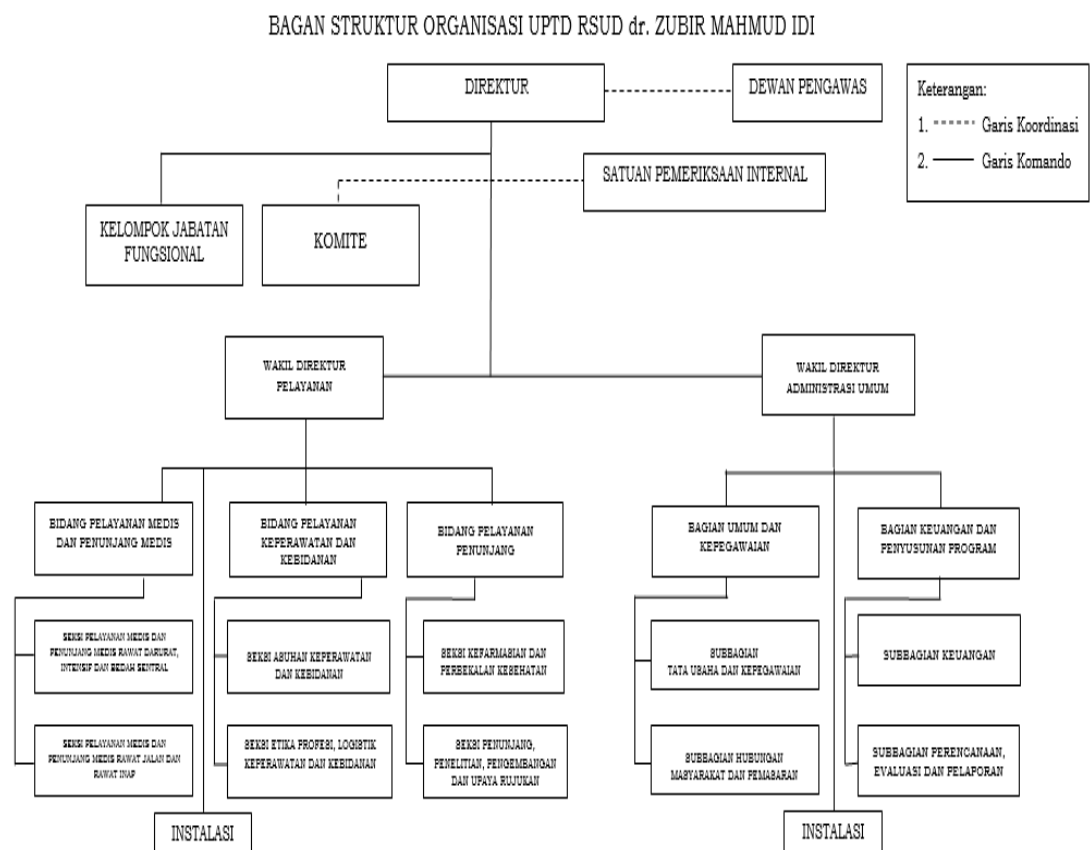 BAGAN STRUKTUR ORGANISASI UPTD RSUD dr. ZUBIR MAHMUD IDI
DIREKTUR
DEWAN PENGAWAS
Keterangan:
1. ------ Garis Koordinasi
2. —— Garis Komando
SATUAN PEMERIKSAAN INTERNAL
KELOMPOK JABATAN
FUNGSIONAL
KOMITE
WAKIL DIREKTUR
PELAYANAN
WAKIL DIREKTUR
ADMINISTRASI UMUM
BIDANG PELAYANAN MEDIS
DAN PENUNJANG MEDIS
BIDANG PELAYANAN
KEPERAWATAN DAN
KEBIDANAN
BIDANG PELAYANAN
PENUNJANG
BAGIAN UMUM DAN
KEPEGAWAIAN
BAGIAN KEUANGAN DAN
PENYUSUNAN PROGRAM
SEKSI PELAYANAN MEDIS DAN
PENUNJANG MEDIS RAWAT DARURAT,
INTENSIF DAN BEDAH SENTRAL
SEKSI ASUHAN KEPERAWATAN
DAN KEBIDANAN
SEKSI KEFARMASIAN DAN
PERBEKALAN KESEHATAN
SUBBAGIAN
TATA USAHA DAN KEPEGAWAIAN
SUBBAGIAN KEUANGAN
SEKSI PELAYANAN MEDIS DAN
PENUNJANG MEDIS RAWAT JALAN DAN
RAWAT INAP
SEKSI ETIKA PROFESI, LOGISTIK
KEPERAWATAN DAN KEBIDANAN
SEKSI PENUNJANG,
PENELITIAN, PENGEMBANGAN
DAN UPAYA RUJUKAN
SUBBAGIAN HUBUNGAN
MASYARAKAT DAN PEMASARAN
SUBBAGIAN PERENCANAAN,
EVALUASI DAN PELAPORAN
INSTALASI
INSTALASI